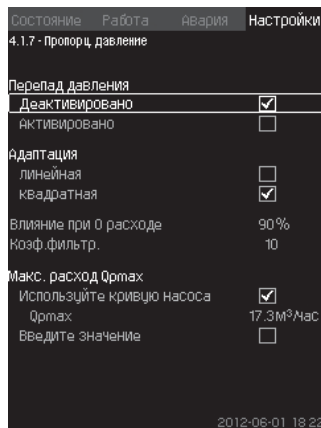 Состояние Работа Авария Настройки
4.1.7 - Пропорц. давление
Перепад давления
Деактивировано
Активировано
Адаптация
линейная
квадратная
Влияние при 0 расходе 90%
Коэф.фильтр. 10
Макс. расход Qpmax
Используйте кривую насоса
Qpmax 17.3м³/час
Введите значение
2012-06-01 18:22